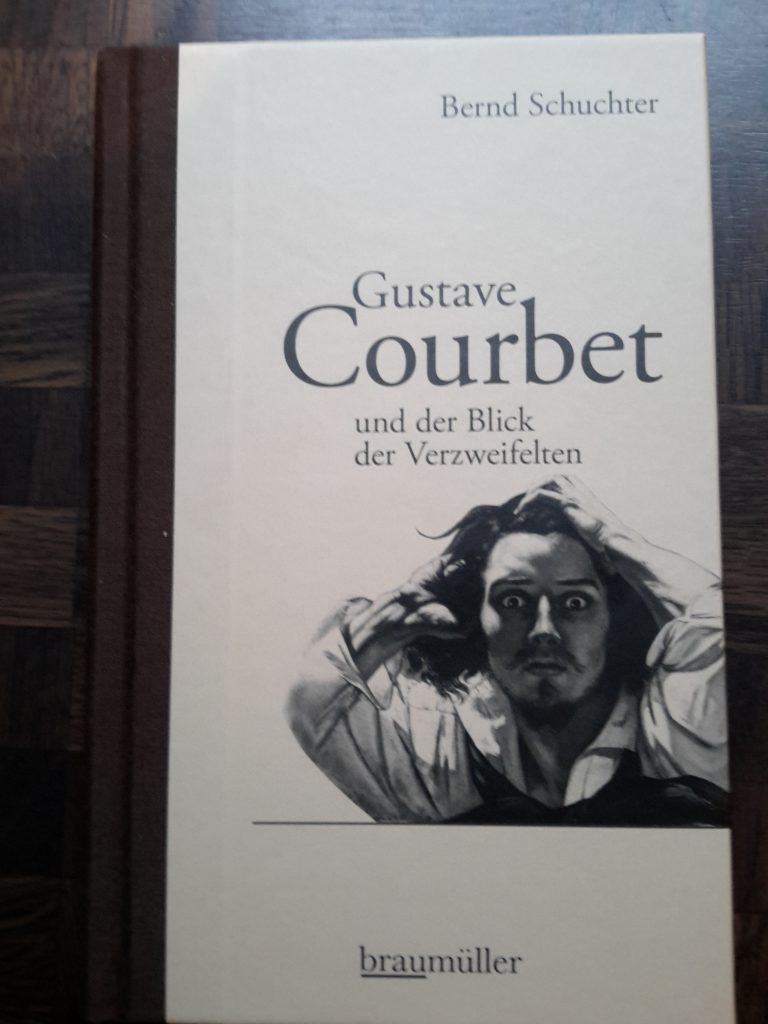 Bernd Schuchter
Gustave
Courbet
und der Blick
der Verzweifelten
braumüller